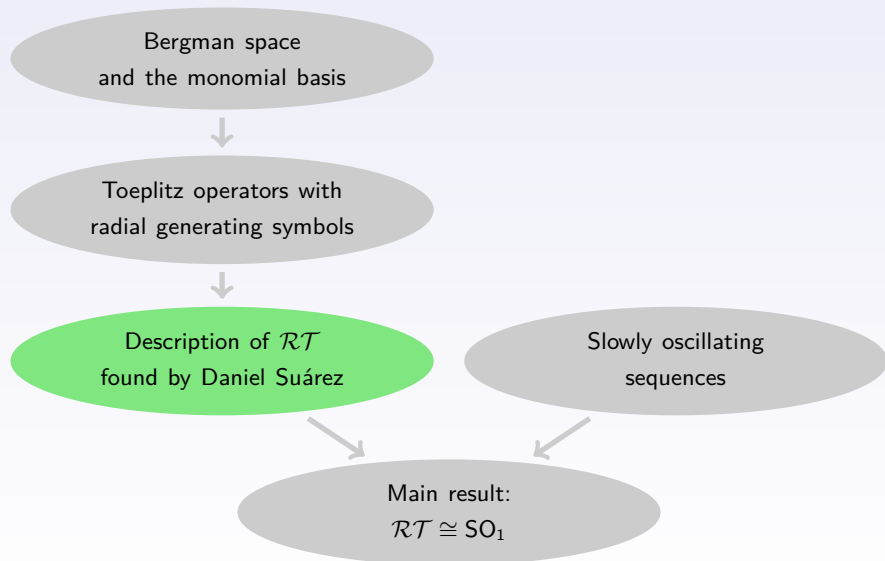 Bergman space
and the monomial basis
Toeplitz operators with
radial generating symbols
Description of ℛ𝒯
found by Daniel Suárez
Slowly oscillating
sequences
Main result:
ℛ𝒯 ≅ SO₁